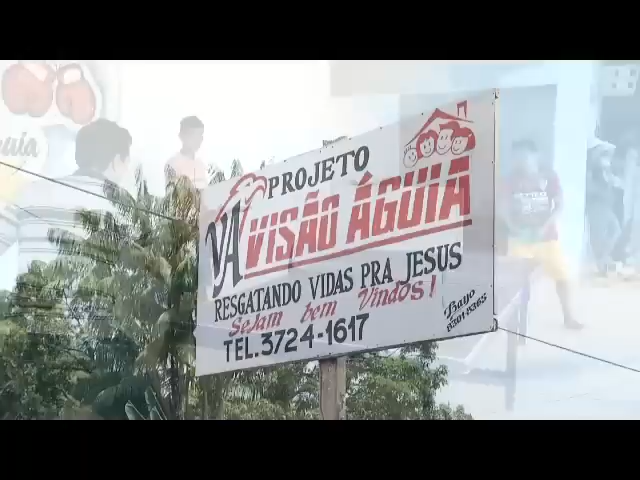 PROJETO
VA VISÃO ÁGUIA
RESGATANDO VIDAS PRA JESUS
SeJAM bem Vindos!
TEL.3724-1617
Bayo